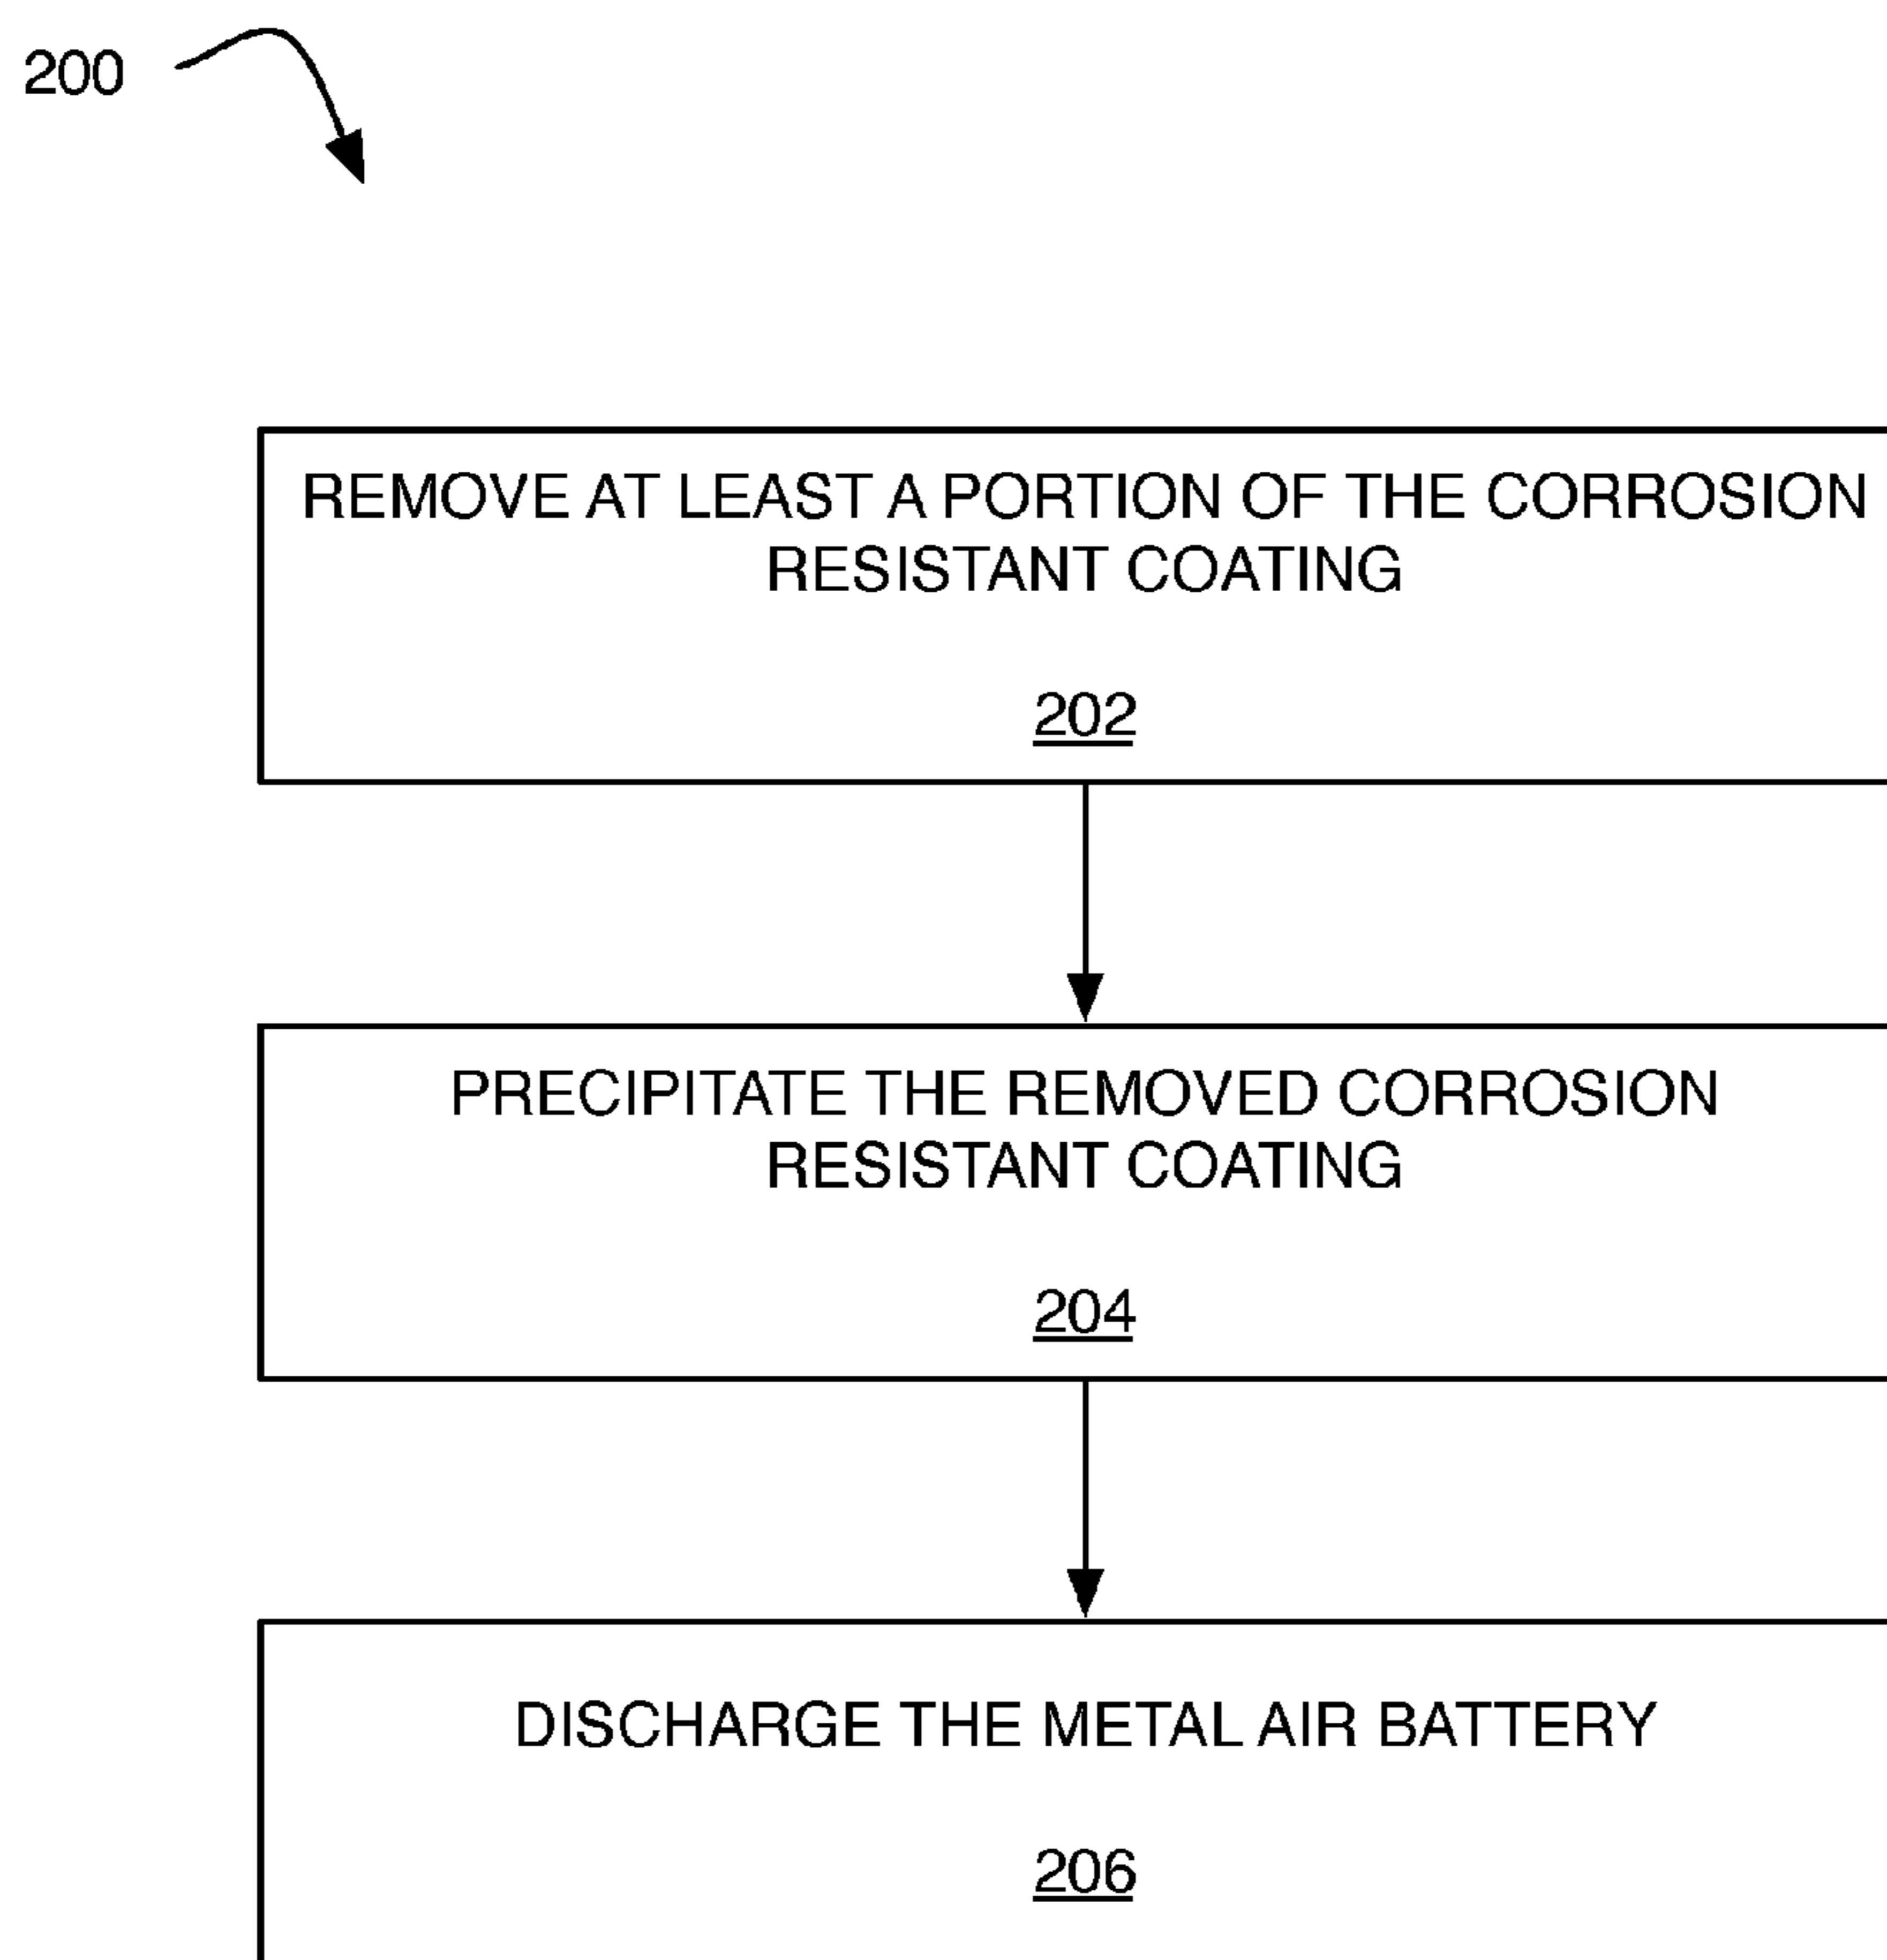 200
REMOVE AT LEAST A PORTION OF THE CORROSION
RESISTANT COATING
202
PRECIPITATE THE REMOVED CORROSION
RESISTANT COATING
204
DISCHARGE THE METAL AIR BATTERY
206